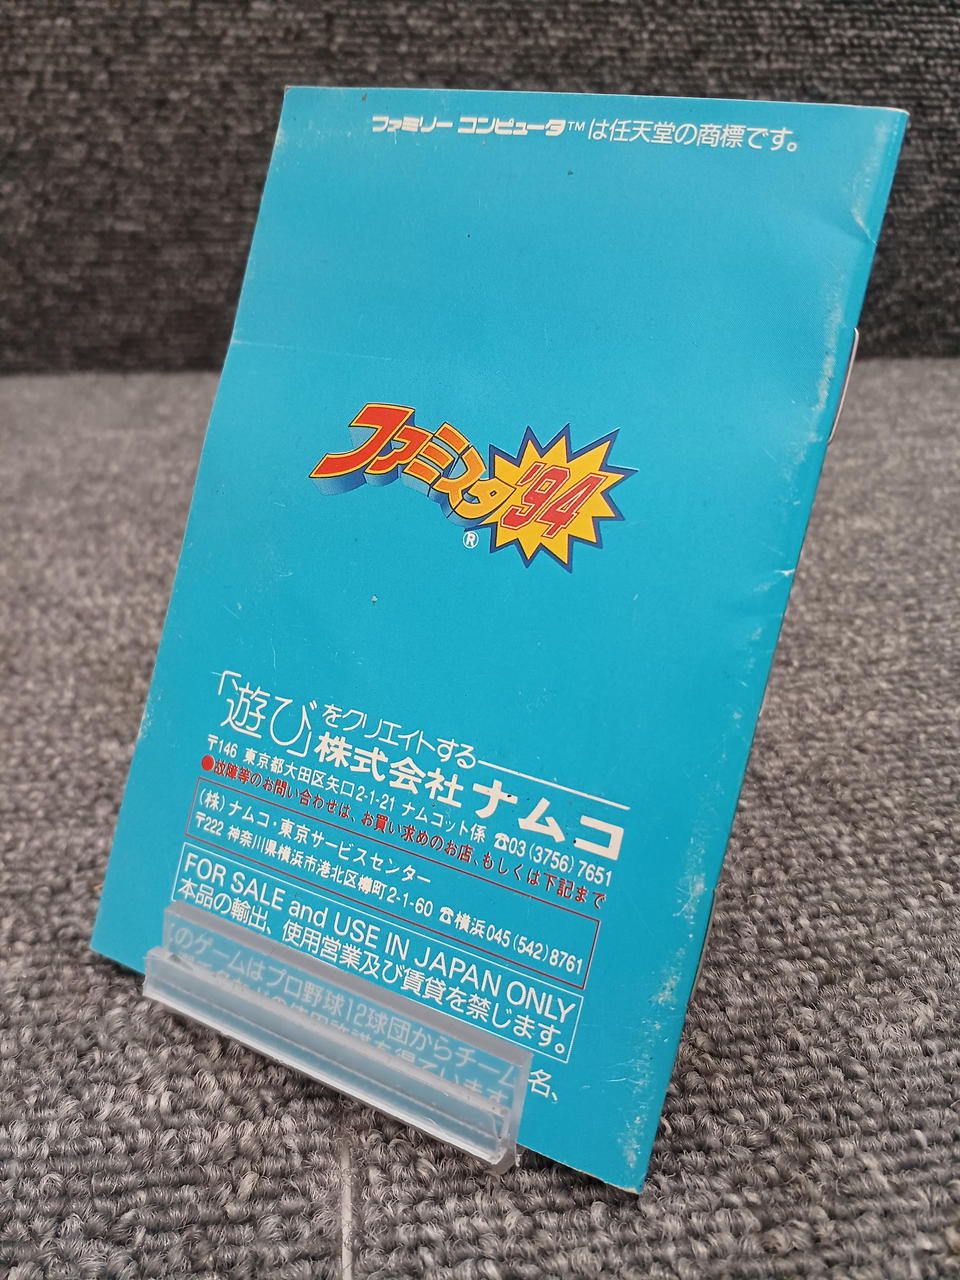 ファミリー コンピュータ™は任天堂の商標です。
ファミスタ'94
®
「遊び」をクリエイトする
株式会社ナムコ
〒146 東京都大田区矢口2-1-21 ナムコット係 ☎03(3756)7651
●故障等のお問い合わせは、お買い求めのお店、もしくは下記まで
(株)ナムコ・東京サービスセンター
〒222 神奈川県横浜市港北区樽町2-1-60 ☎横浜045(542)8761
FOR SALE and USE IN JAPAN ONLY
本品の輸出、使用営業及び賃貸を禁じます。
のゲームはプロ野球12球団からチーム名、
ています